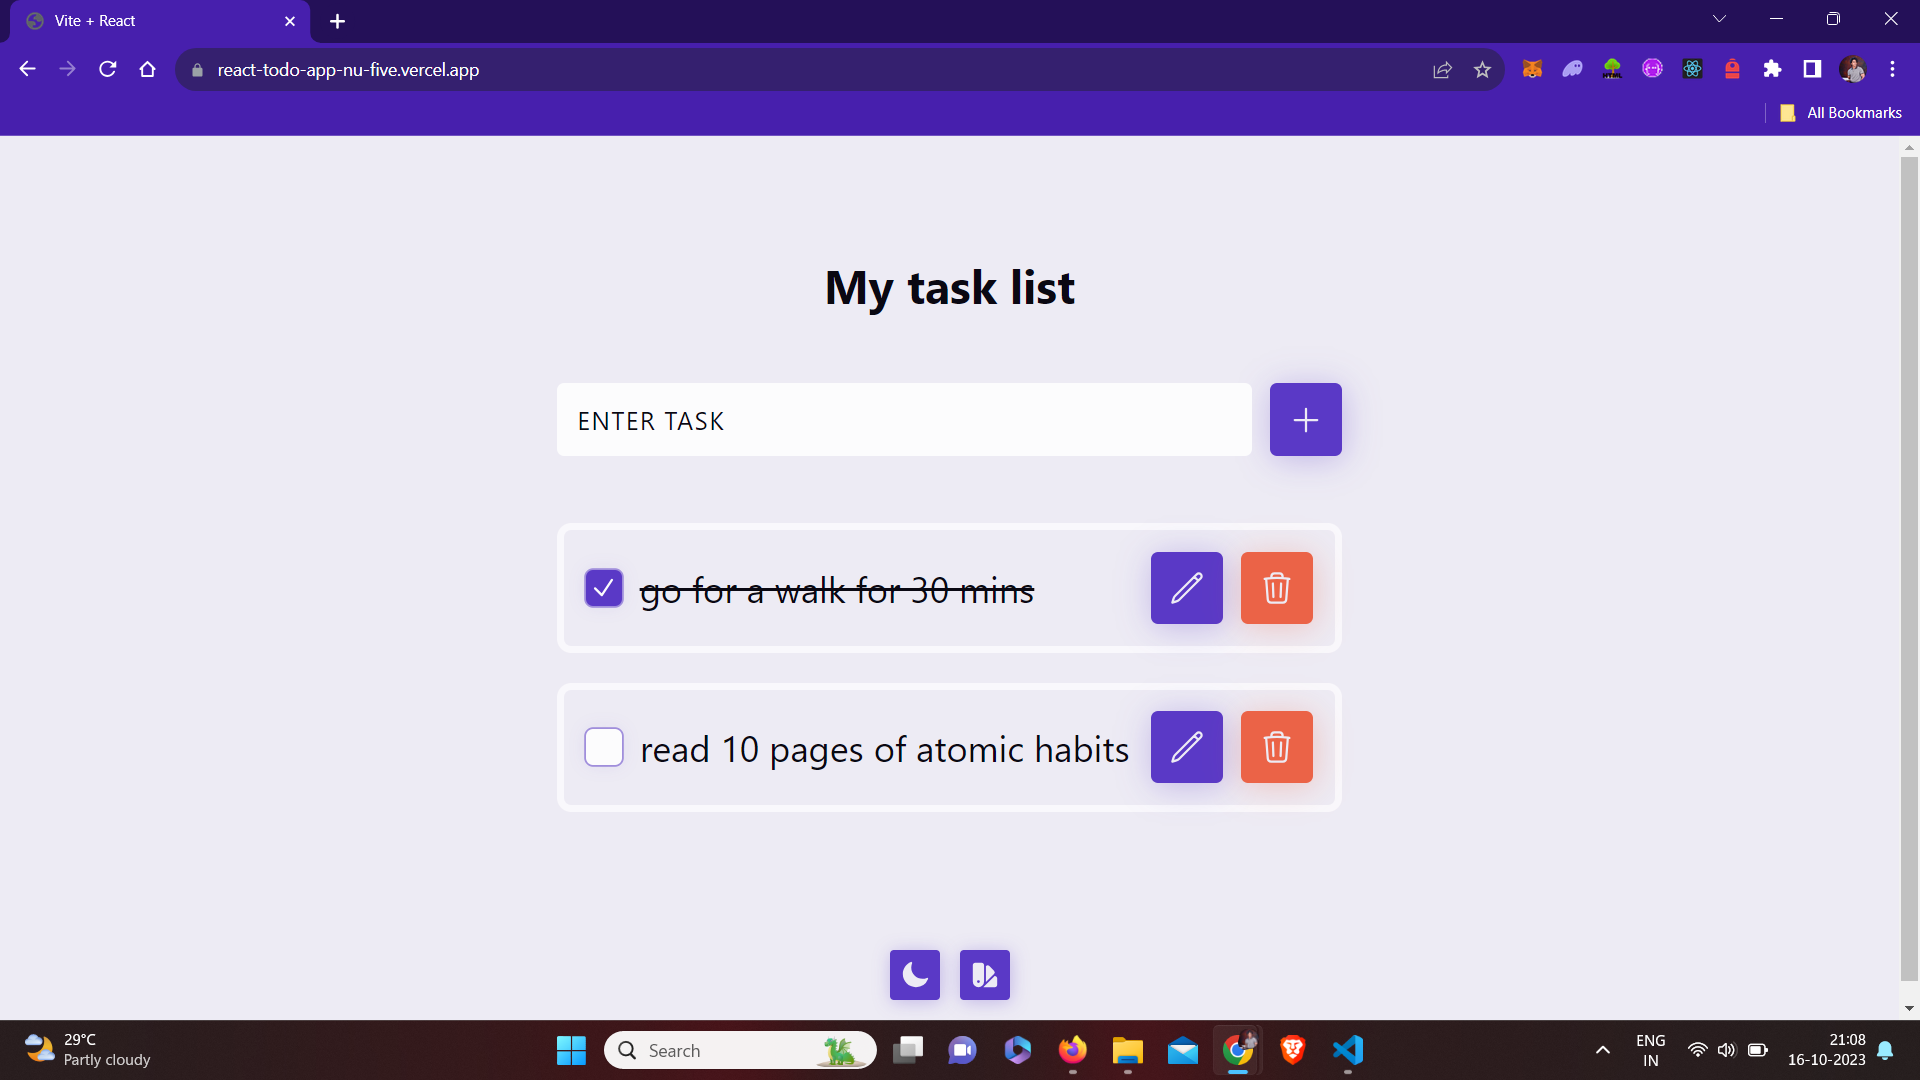 Vite + React
react-todo-app-nu-five.vercel.app
All Bookmarks
My task list
ENTER TASK
go for a walk for 30 mins
read 10 pages of atomic habits
29°C
Partly cloudy
Search
ENG
IN
21:08
16-10-2023